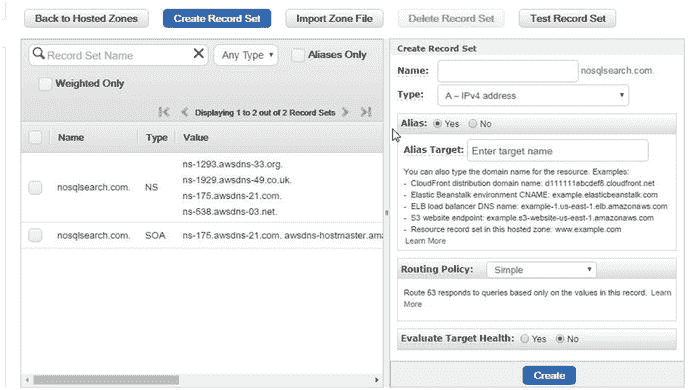 Back to Hosted Zones
Create Record Set
Import Zone File
Delete Record Set
Test Record Set
Record Set Name
Any Type
Aliases Only
Weighted Only
Displaying 1 to 2 out of 2 Record Sets
Name Type Value
nosqlsearch.com. NS
ns-1293.awsdns-33.org.
ns-1929.awsdns-49.co.uk.
ns-175.awsdns-21.com.
ns-538.awsdns-03.net.
nosqlsearch.com. SOA ns-175.awsdns-21.com. awsdns-hostmaster.ama
Create Record Set
Name: nosqlsearch.com.
Type: A – IPv4 address
Alias: Yes No
Alias Target: Enter target name
You can also type the domain name for the resource. Examples:
- CloudFront distribution domain name: d111111abcdef8.cloudfront.net
- Elastic Beanstalk environment CNAME: example.elasticbeanstalk.com
- ELB load balancer DNS name: example-1.us-east-1.elb.amazonaws.com
- S3 website endpoint: example.s3-website-us-east-1.amazonaws.com
- Resource record set in this hosted zone: www.example.com
Learn More
Routing Policy: Simple
Route 53 responds to queries based only on the values in this record. Learn
More
Evaluate Target Health: Yes No
Create